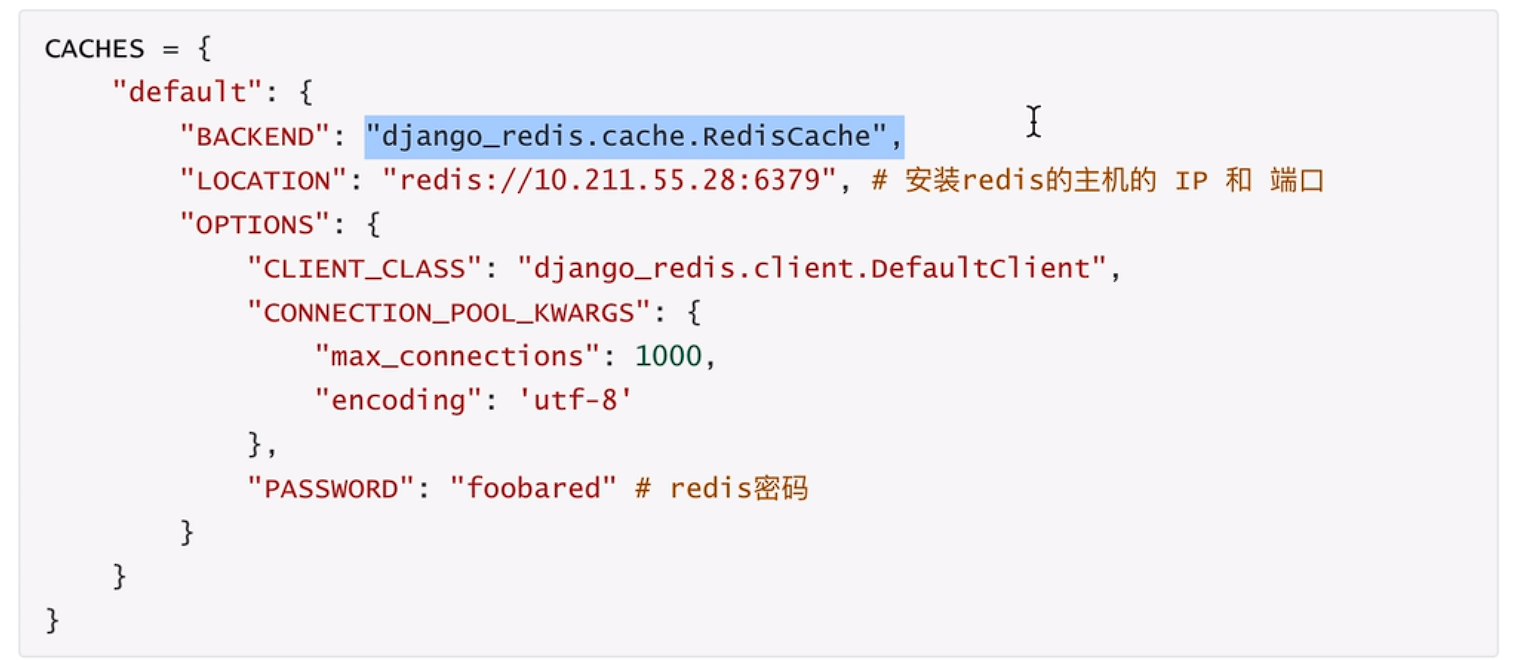 CACHES = {
    "default": {
        "BACKEND": "django_redis.cache.RedisCache",
        "LOCATION": "redis://10.211.55.28:6379", # 安装redis的主机的 IP 和 端口
        "OPTIONS": {
            "CLIENT_CLASS": "django_redis.client.DefaultClient",
            "CONNECTION_POOL_KWARGS": {
                "max_connections": 1000,
                "encoding": 'utf-8'
            },
            "PASSWORD": "foobared" # redis密码
        }
    }
}